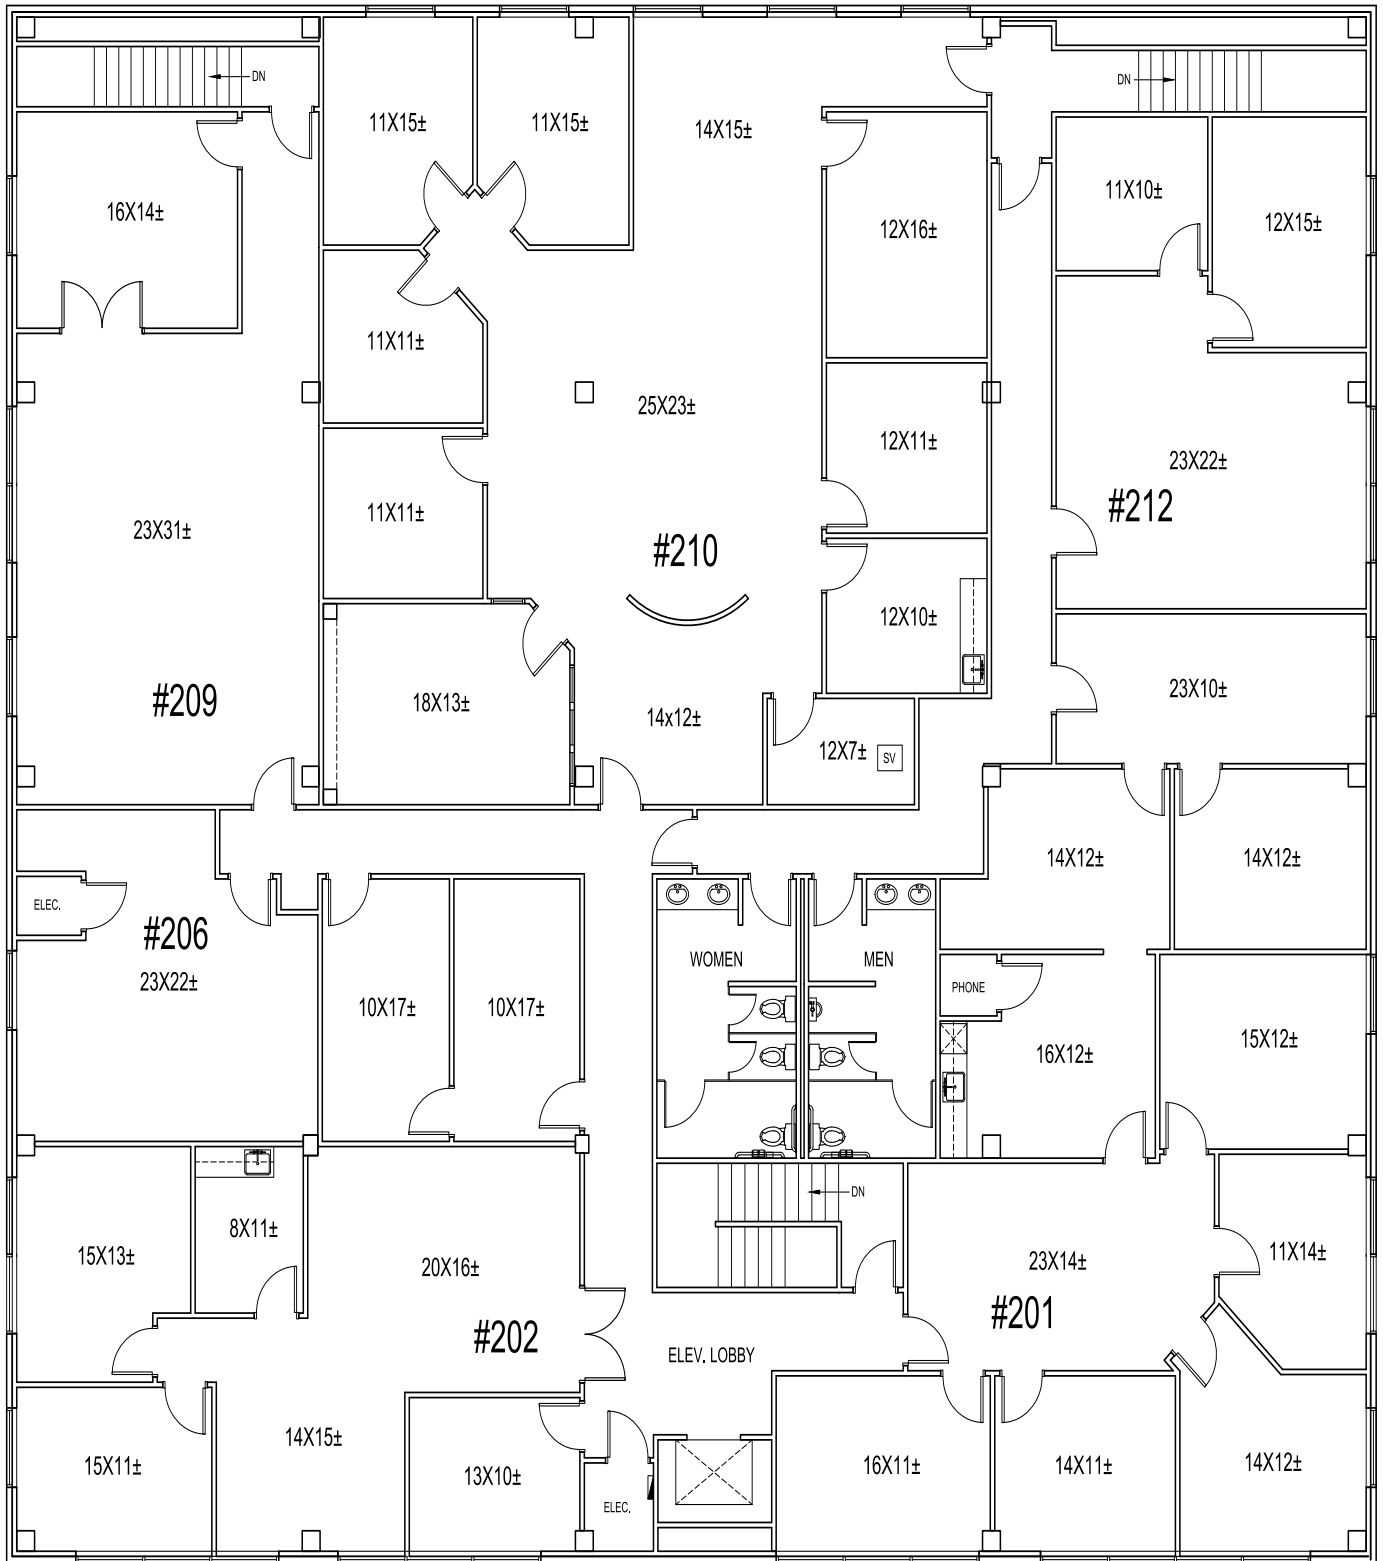 DN
DN
11X15±
11X15±
14X15±
16X14±
12X16±
11X10±
12X15±
11X11±
25X23±
12X11±
23X22±
#212
11X11±
23X31±
#210
12X10±
#209
18X13±
14x12±
23X10±
12X7±
SV
14X12±
14X12±
ELEC.
#206
23X22±
10X17±
10X17±
WOMEN
MEN
PHONE
16X12±
15X12±
DN
15X13±
8X11±
20X16±
23X14±
11X14±
#202
#201
ELEV. LOBBY
14X15±
15X11±
13X10±
ELEC.
16X11±
14X11±
14X12±